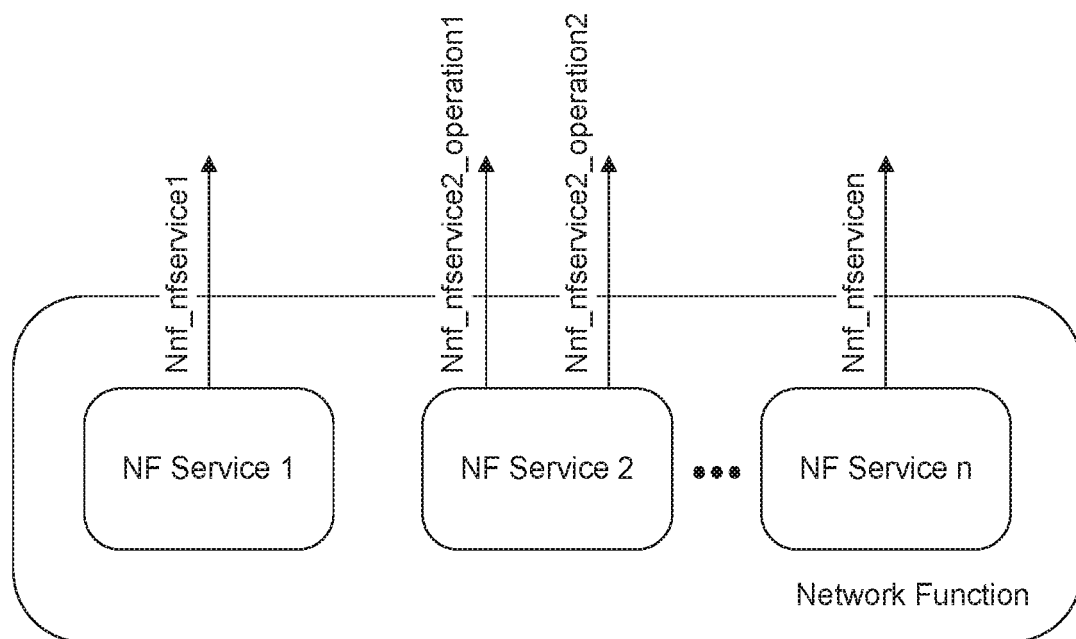 Nnf_nfservice1
Nnf_nfservice2_operation1
Nnf_nfservice2_operation2
Nnf_nfservicen
NF Service 1
NF Service 2
•••
NF Service n
Network Function